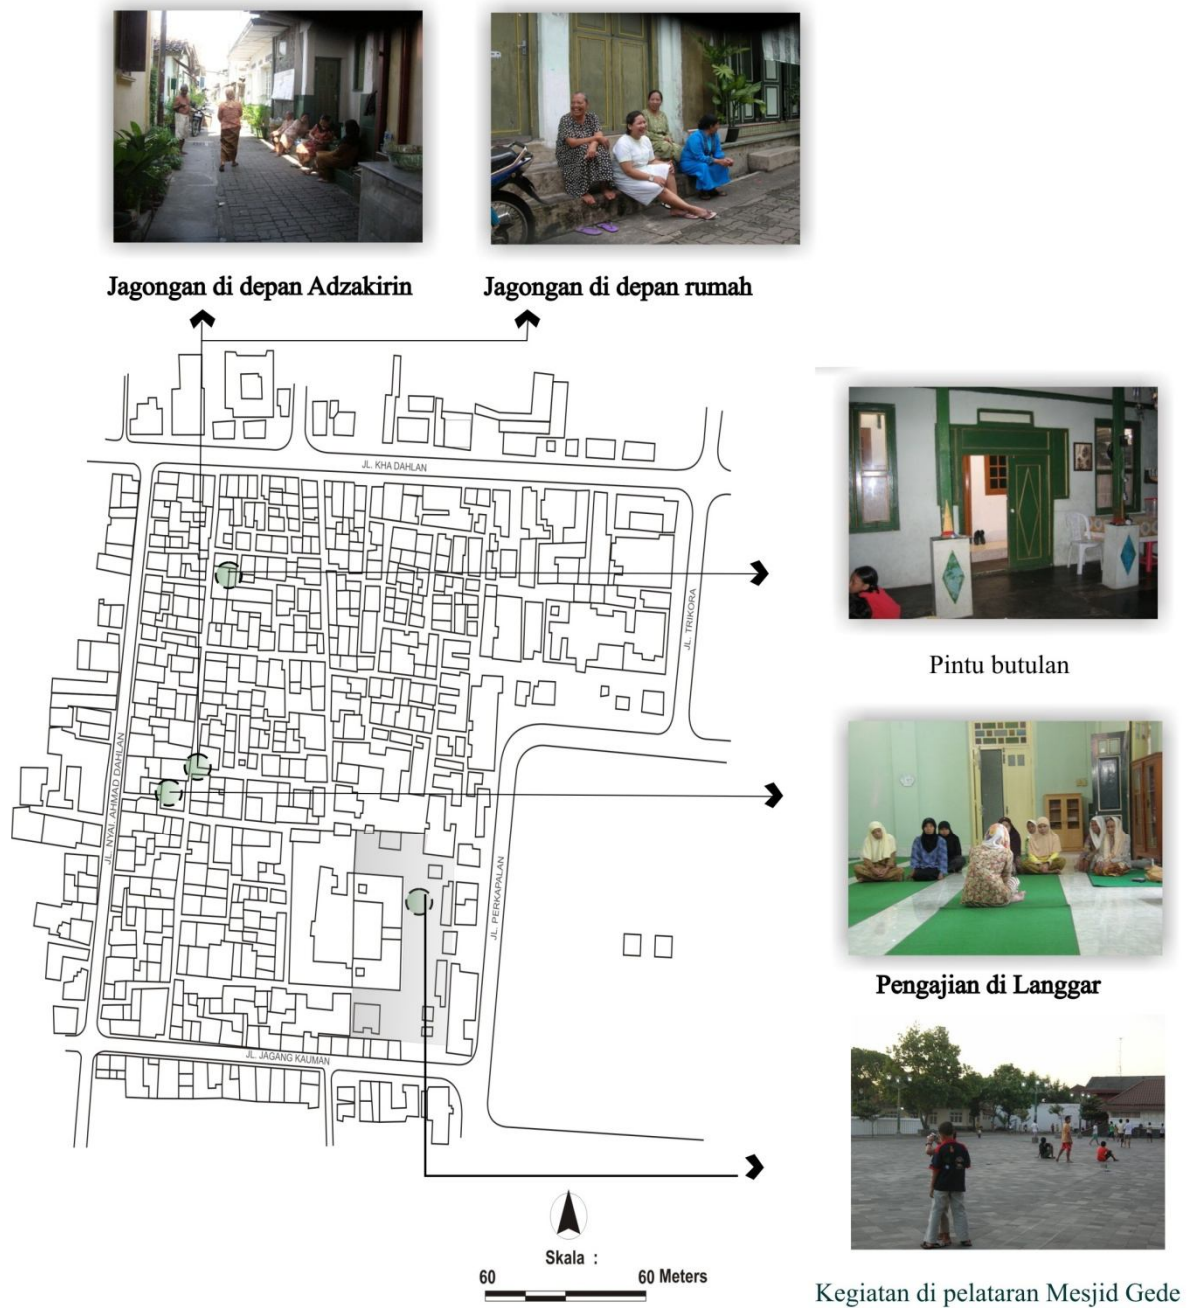 Jagongan di depan Adzakirin
Jagongan di depan rumah
JL. KHA DAHLAN
JL. TRIKORA
Pintu butulan
JL. NYAI. AHMAD DAHLAN
JL. PERKAPALAN
Pengajian di Langgar
JL. JAGANG KAUMAN
Skala :
60 60 Meters
Kegiatan di pelataran Mesjid Gede